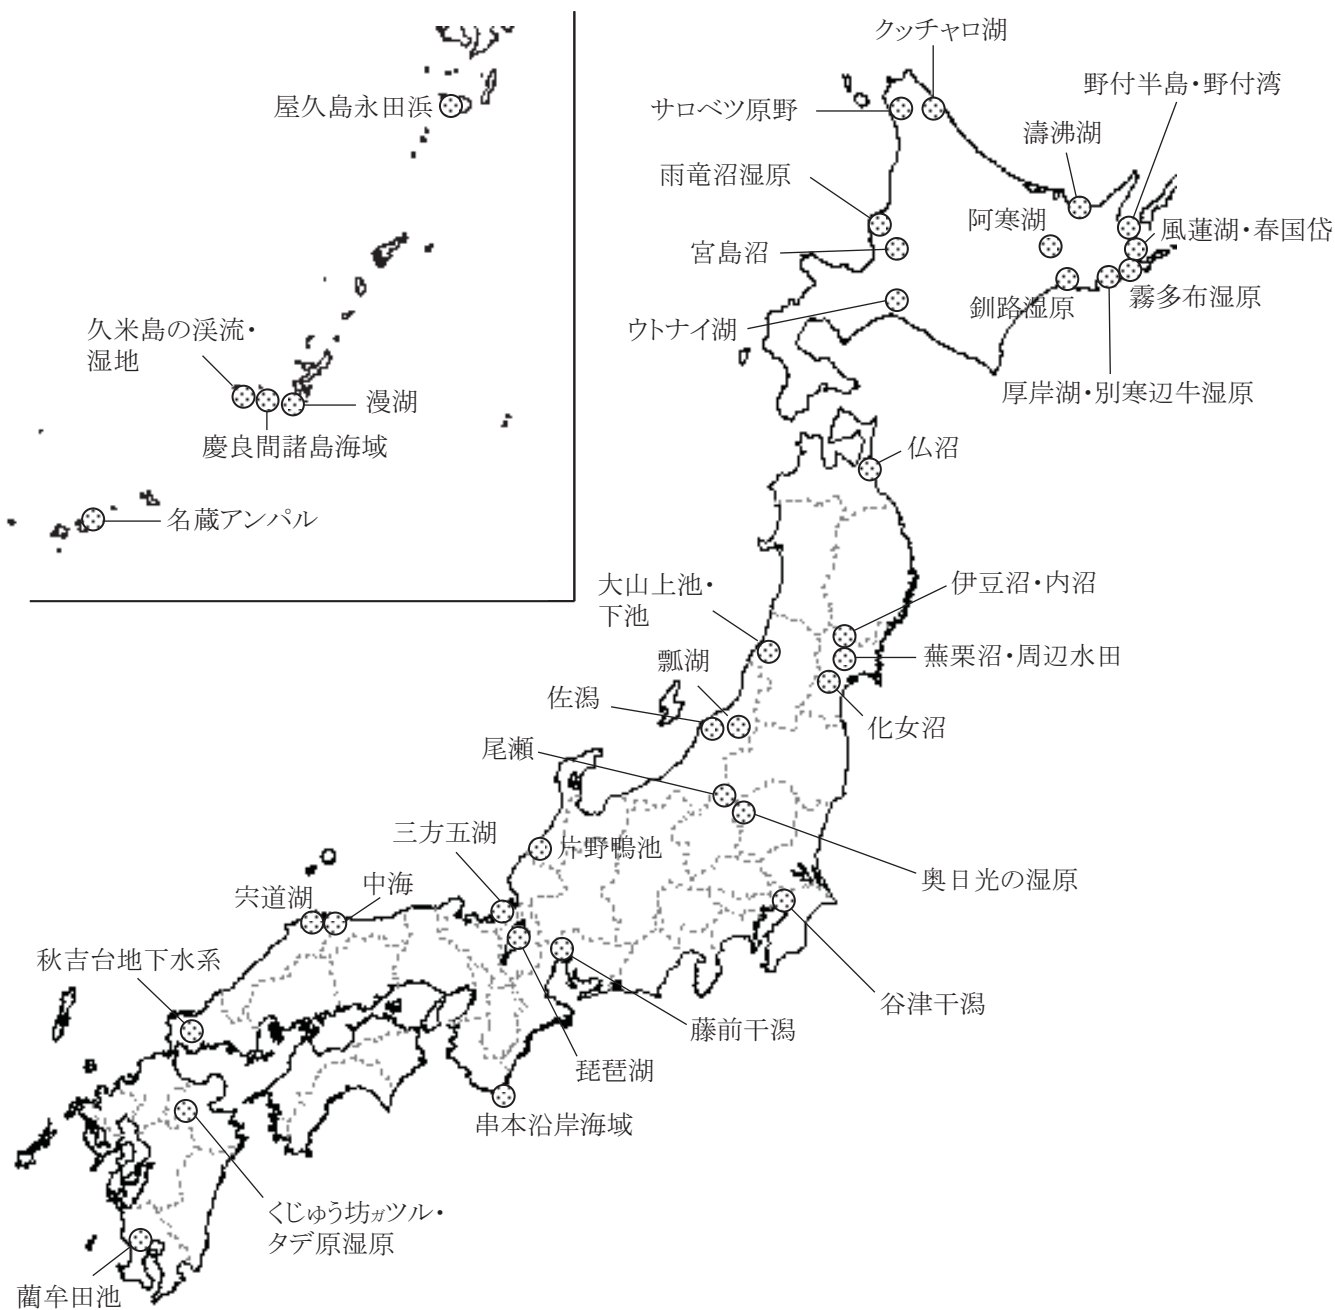 クッチャロ湖
野付半島・野付湾
サロベツ原野
屋久島永田浜
濤沸湖
雨竜沼湿原
阿寒湖
風蓮湖・春国岱
宮島沼
霧多布湿原
釧路湿原
ウトナイ湖
久米島の渓流・
湿地
厚岸湖・別寒辺牛湿原
漫湖
慶良間諸島海域
仏沼
名蔵アンパル
大山上池・
下池
伊豆沼・内沼
蕪栗沼・周辺水田
瓢湖
佐潟
化女沼
尾瀬
三方五湖
片野鴨池
奥日光の湿原
宍道湖
中海
秋吉台地下水系
谷津干潟
藤前干潟
琵琶湖
串本沿岸海域
くじゅう坊ガツル・
タデ原湿原
藺牟田池